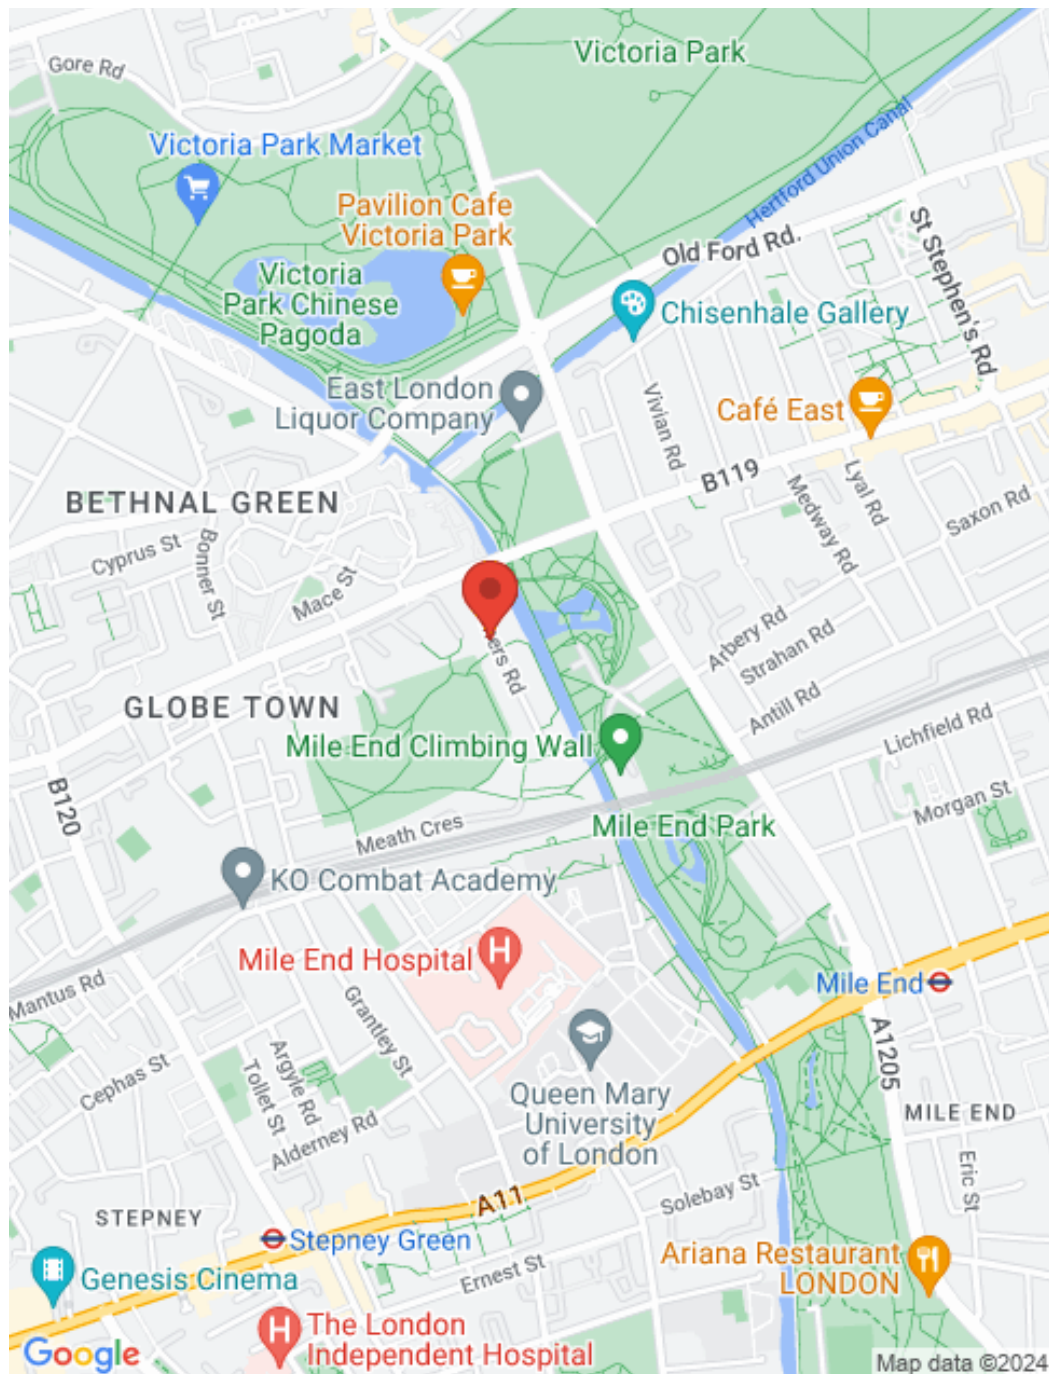 Victoria Park
Gore Rd
Hertford Union Canal
Victoria Park Market
Pavilion Cafe
Victoria Park
St Stephen's Rd
Old Ford Rd.
Victoria
Park Chinese
Pagoda
Chisenhale Gallery
East London
Liquor Company
Vivian Rd
Café East
B119
Lyal Rd
Medway Rd
Saxon Rd
BETHNAL GREEN
Cyprus St
Bonner St
Mace St
ers Rd
Arbery Rd
Strahan Rd
Antill Rd
GLOBE TOWN
Lichfield Rd
Mile End Climbing Wall
B120
Morgan St
Meath Cres
Mile End Park
KO Combat Academy
Mile End Hospital
Mile End
Mantus Rd
Grantley St
A1205
Cephas St
Argyle Rd
Tollet St
Alderney Rd
Queen Mary
University
of London
MILE END
Eric St
Solebay St
A11
STEPNEY
Stepney Green
Ernest St
Genesis Cinema
Ariana Restaurant
LONDON
The London
Independent Hospital
Google
Map data ©2024